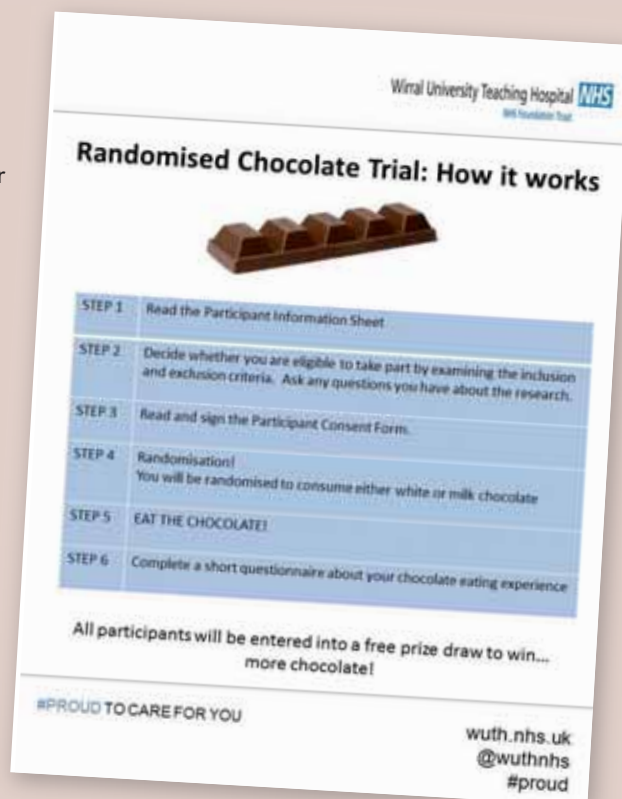 r
Wirral University Teaching Hospital NHS
NHS Foundation Trust
Randomised Chocolate Trial: How it works
STEP 1 Read the Participant Information Sheet
STEP 2 Decide whether you are eligible to take part by examining the inclusion
and exclusion criteria. Ask any questions you have about the research.
STEP 3 Read and sign the Participant Consent Form.
STEP 4 Randomisation!
You will be randomised to consume either white or milk chocolate
STEP 5 EAT THE CHOCOLATE!
STEP 6 Complete a short questionnaire about your chocolate eating experience
All participants will be entered into a free prize draw to win...
more chocolate!
#PROUD TO CARE FOR YOU
wuth.nhs.uk
@wuthnhs
#proud